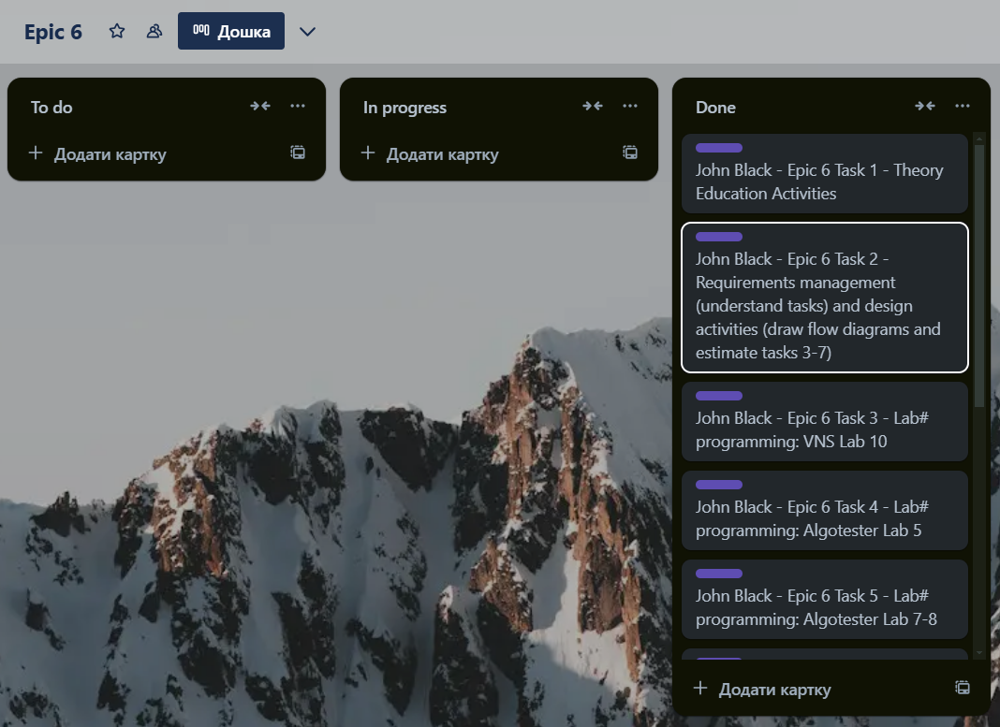 Epic 6
Дошка
To do
Додати картку
In progress
Додати картку
Done
John Black - Epic 6 Task 1 - Theory
Education Activities
John Black - Epic 6 Task 2 -
Requirements management
(understand tasks) and design
activities (draw flow diagrams and
estimate tasks 3-7)
John Black - Epic 6 Task 3 - Lab#
programming: VNS Lab 10
John Black - Epic 6 Task 4 - Lab#
programming: Algotester Lab 5
John Black - Epic 6 Task 5 - Lab#
programming: Algotester Lab 7-8
Додати картку